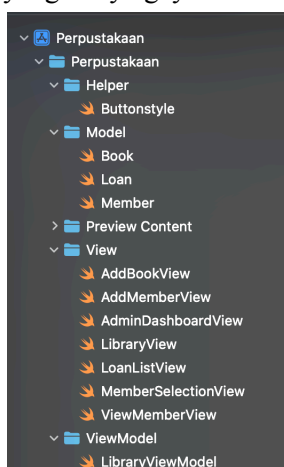 Perpustakaan
Perpustakaan
Helper
Buttonstyle
Model
Book
Loan
Member
Preview Content
View
AddBookView
AddMemberView
AdminDashboardView
LibraryView
LoanListView
MemberSelectionView
ViewMemberView
ViewModel
LibraryViewModel